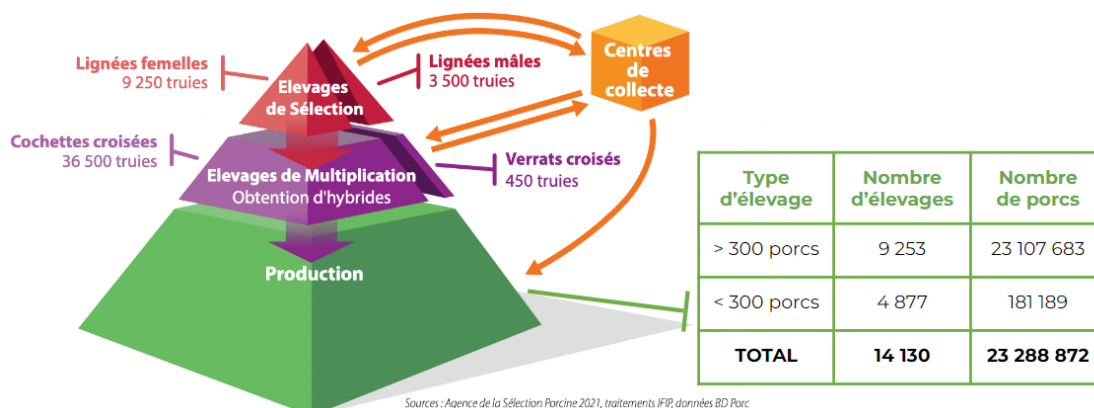 Lignées femelles
9 250 truies
Lignées mâles
3 500 truies
Elevages
de Sélection
Centres
de
collecte
Cochettes croisées
36 500 truies
Elevages de Multiplication
Obtention d'hybrides
Verrats croisés
450 truies
Production
Type d'élevage Nombre d'élevages Nombre de porcs
> 300 porcs 9 253 23 107 683
< 300 porcs 4 877 181 189
TOTAL 14 130 23 288 872
Sources : Agence de la Sélection Porcine 2021, traitements IFIP, données BD Porc